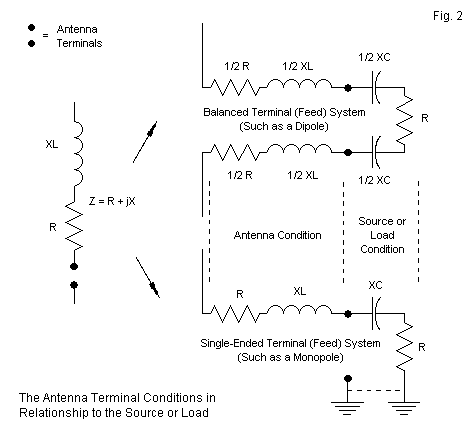 Fig. 2
= Antenna
Terminals
1/2 R
1/2 XL
1/2 XC
R
Balanced Terminal (Feed) System
(Such as a Dipole)
XL
1/2 R
1/2 XL
1/2 XC
Z = R + jX
R
Antenna Condition
Source or
Load
Condition
R
XL
XC
R
Single-Ended Terminal (Feed) System
(Such as a Monopole)
The Antenna Terminal Conditions in
Relationship to the Source or Load